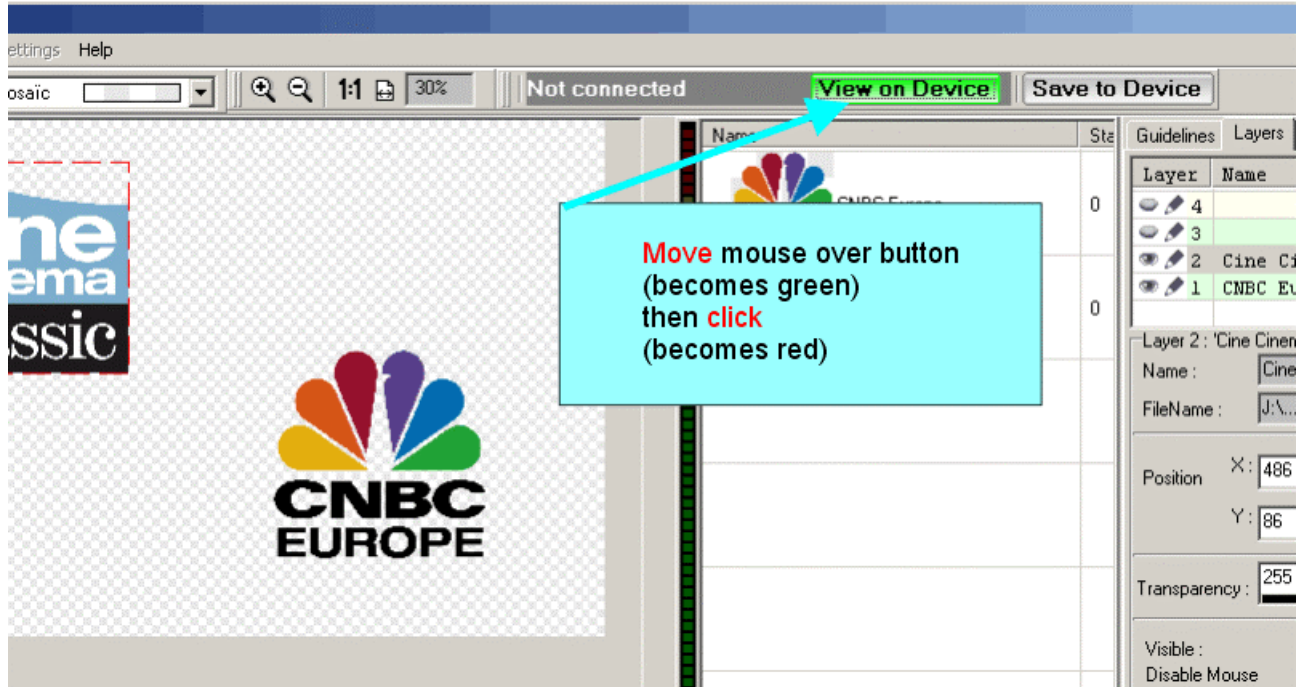 ettings Help
osaïc 1:1 30% Not connected View on Device Save to Device
Name Sta Guidelines Layers
Layer Name
CNBC Europe 0
4
3
2 Cine Ci
1 CNBC Eu
0
ne
ema
ssic
Move mouse over button
(becomes green)
then click
(becomes red)
CNBC
EUROPE
Layer 2 : 'Cine Cinem
Name : Cine
FileName : J:\...
Position X : 486
Y : 86
Transparency : 255
Visible :
Disable Mouse